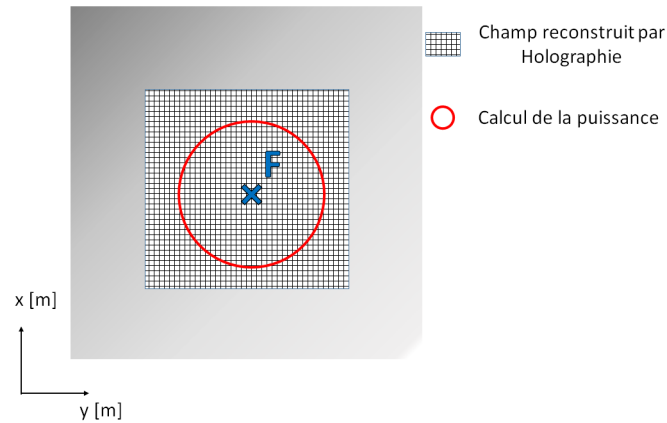 Champ reconstruit par
Holographie
Calcul de la puissance
F
x [m]
y [m]